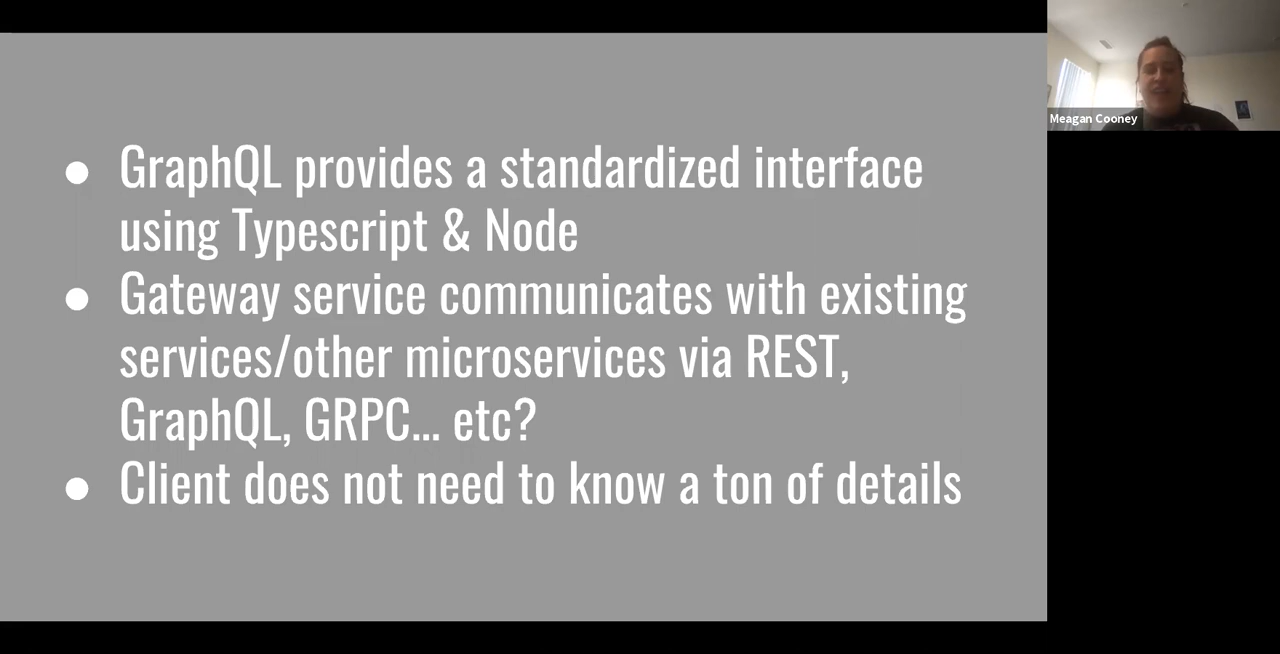 ● GraphQL provides a standardized interface
using Typescript & Node
● Gateway service communicates with existing
services/other microservices via REST,
GraphQL, GRPC... etc?
● Client does not need to know a ton of details
Meagan Cooney